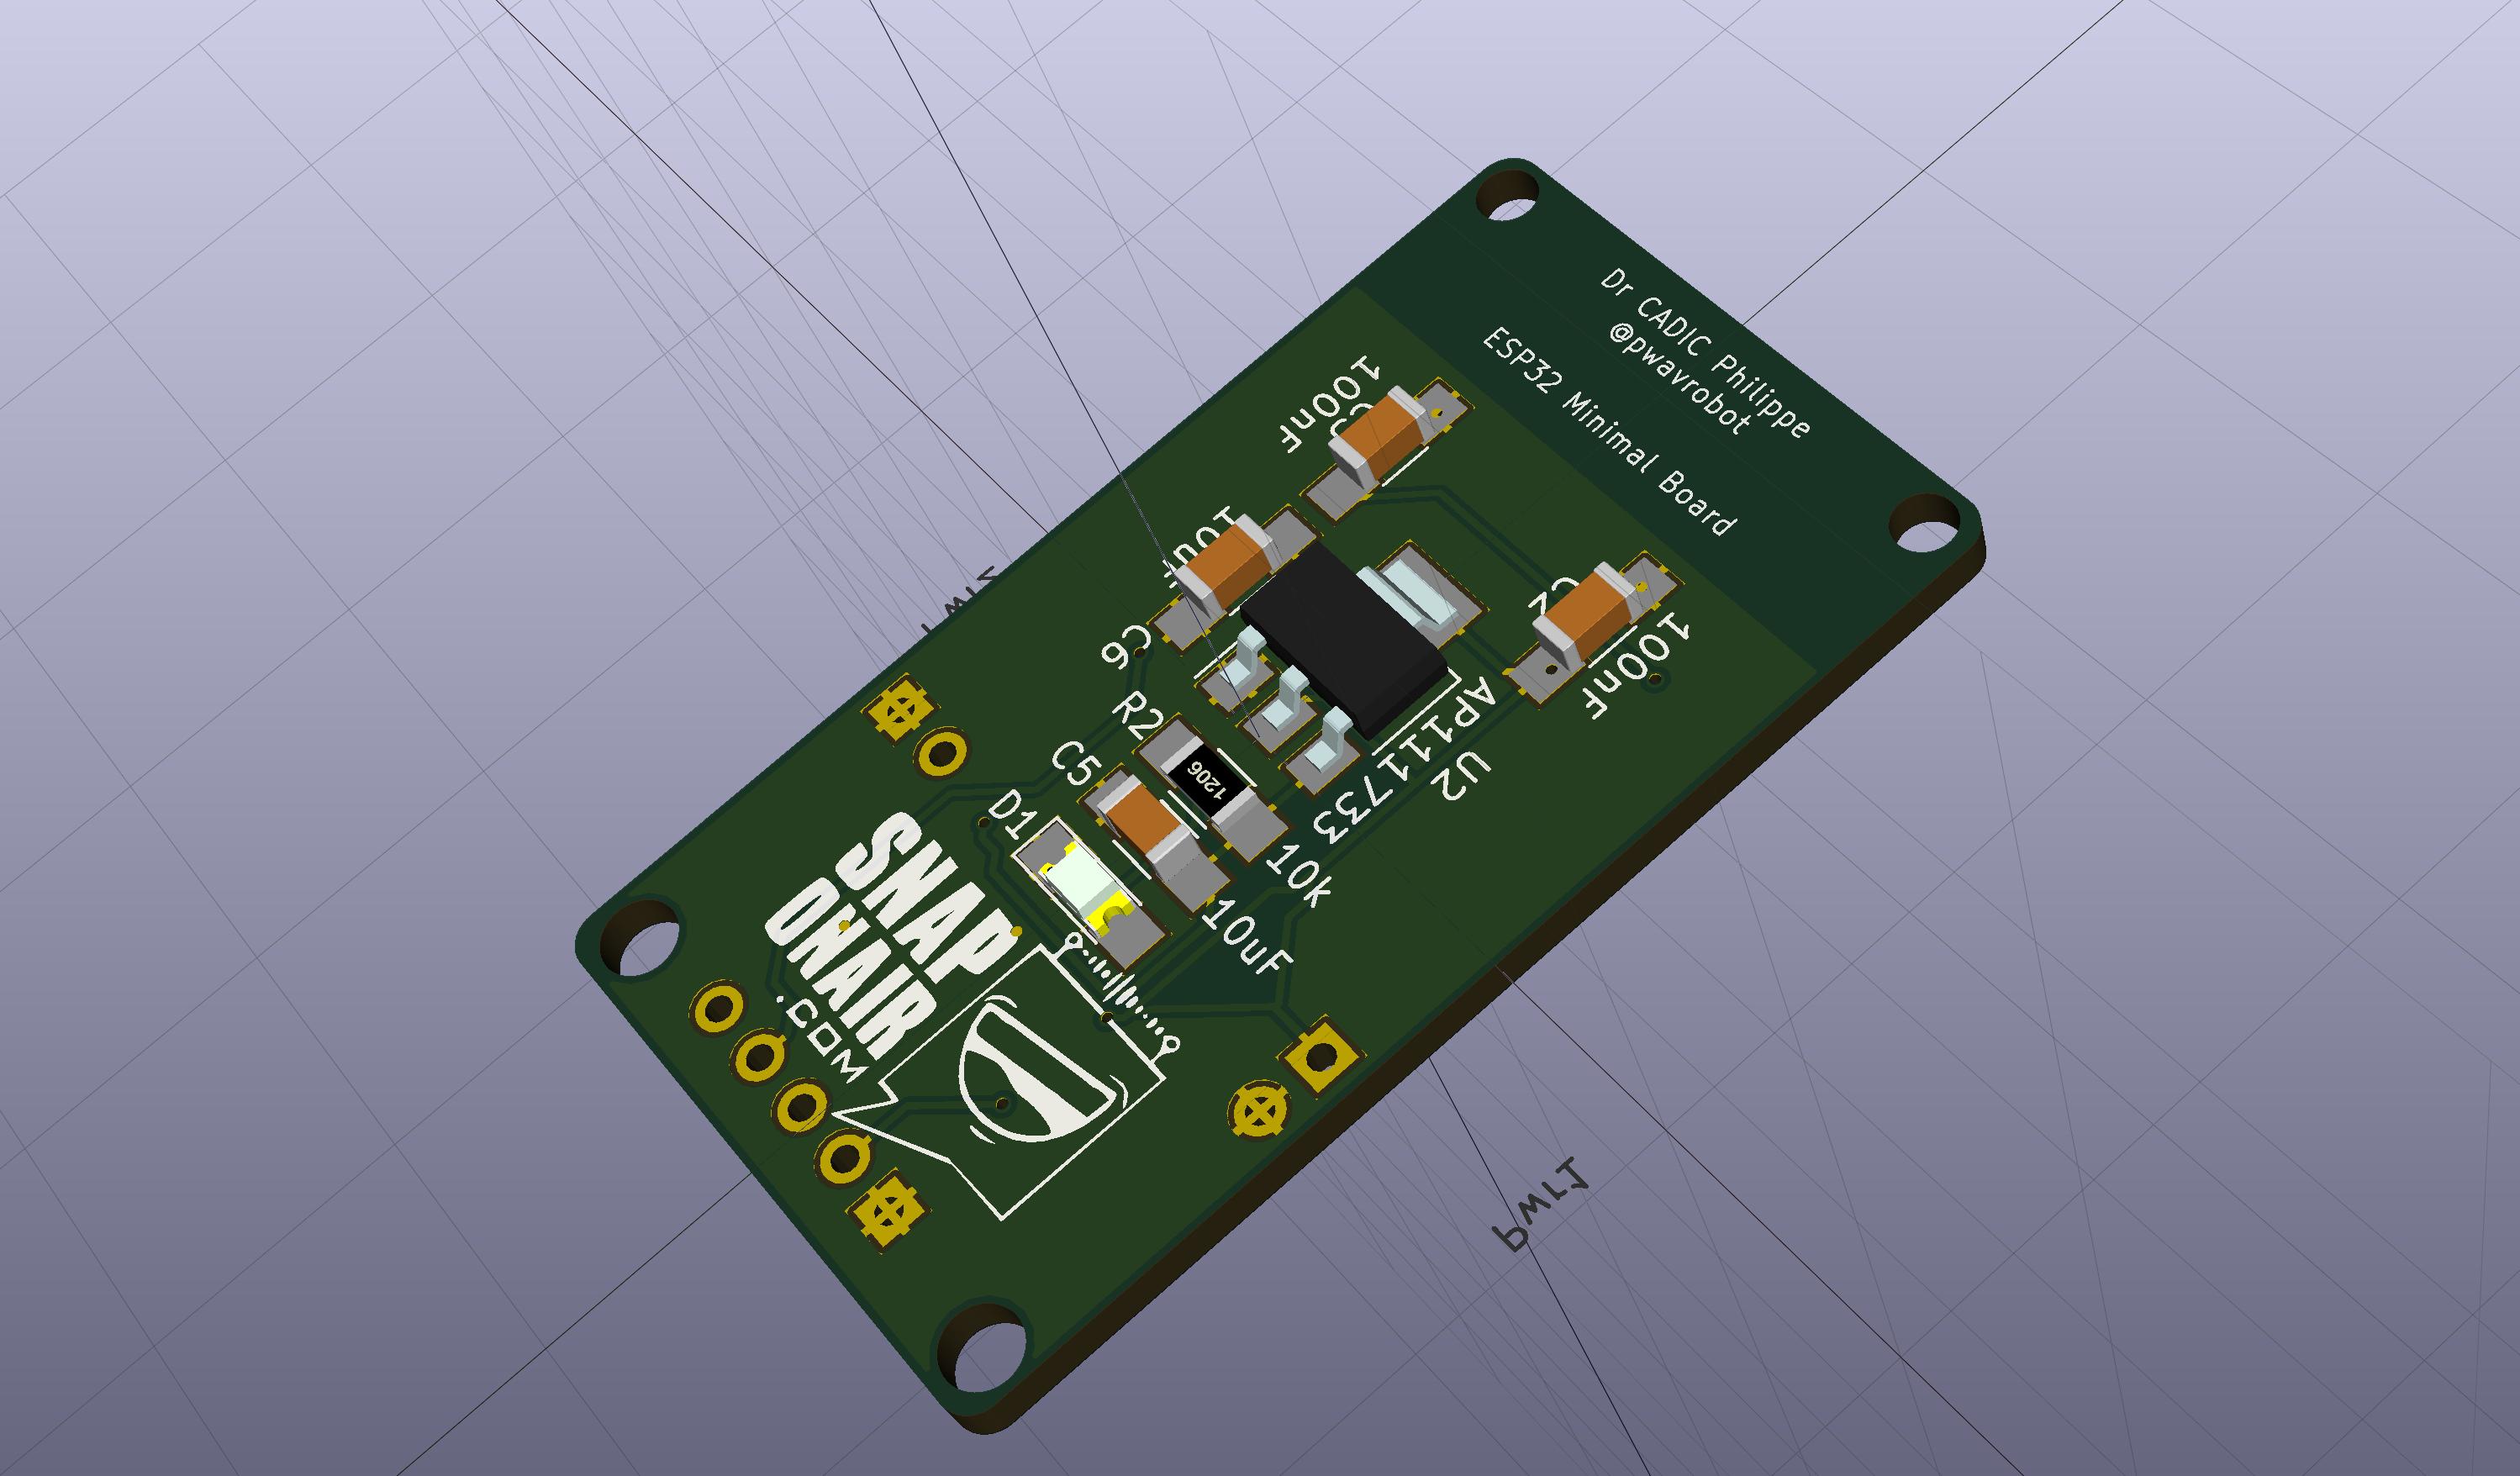 Dr CADIC Philippe
@pwavrobot
ESP32 Minimal Board
100nf
100nf
C6
AP111733
U2
R2
1206
10k
C5
10uF
D1
SNAP
ONAIR
.COM